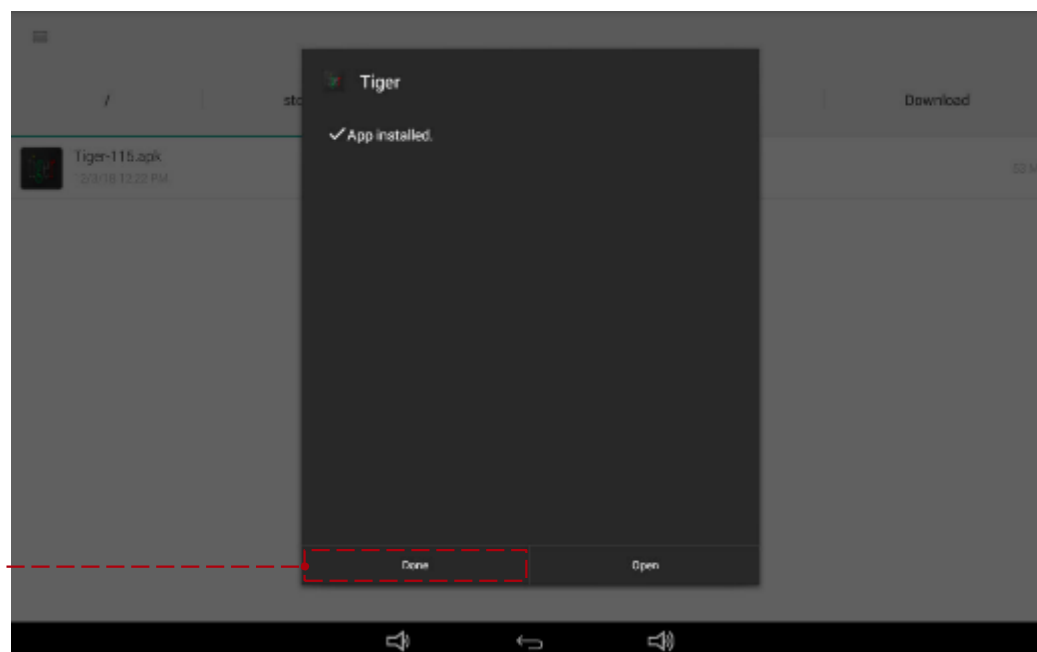 Tiger
/
Download
App installed.
Tiger-115.apk
Done
Open